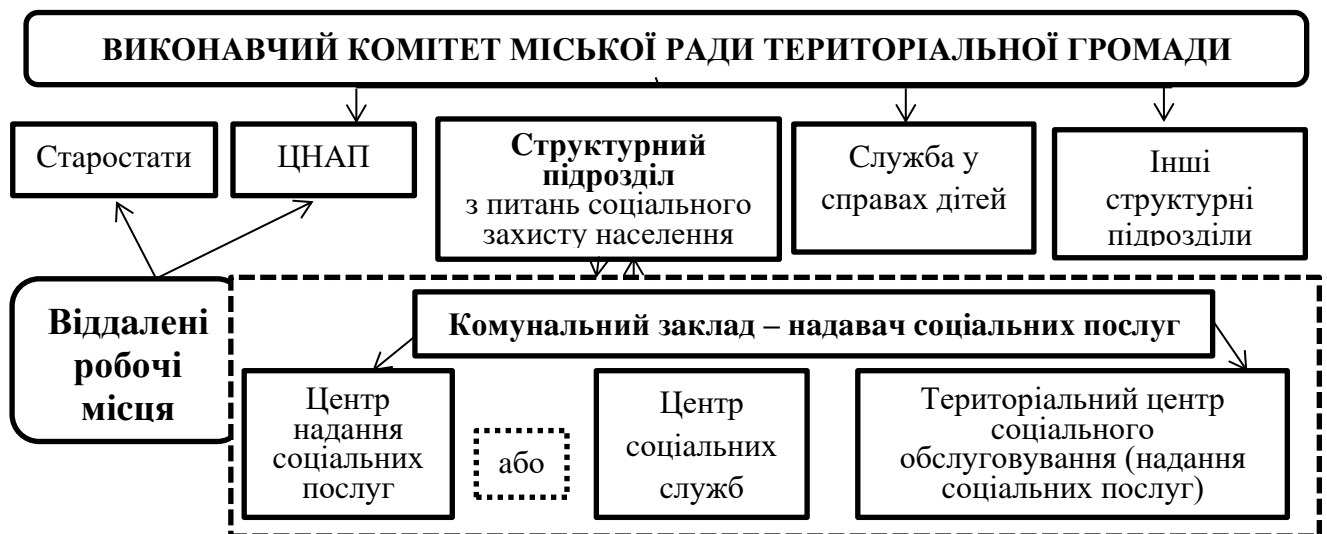 ВИКОНАВЧИЙ КОМІТЕТ МІСЬКОЇ РАДИ ТЕРИТОРІАЛЬНОЇ ГРОМАДИ
Старостати
ЦНАП
Структурний
підрозділ
з питань соціального
захисту населення
Служба у
справах дітей
Інші
структурні
підрозділи
Віддалені
робочі
місця
Комунальний заклад – надавач соціальних послуг
Центр
надання
соціальних
послуг
або
Центр
соціальних
служб
Територіальний центр
соціального
обслуговування (надання
соціальних послуг)